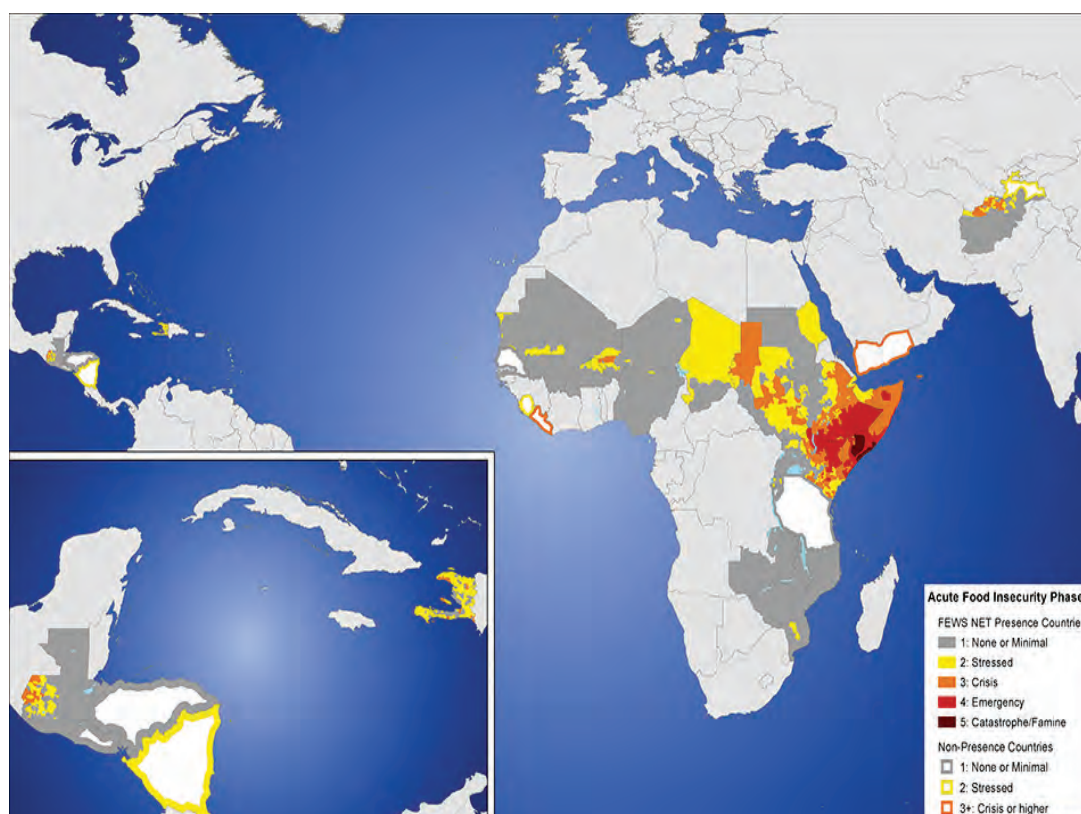 Acute Food Insecurity Phase
FEWS NET Presence Countrie
1: None or Minimal
2: Stressed
3: Crisis
4: Emergency
5: Catastrophe/Famine
Non-Presence Countries
1: None or Minimal
2: Stressed
3+: Crisis or higher